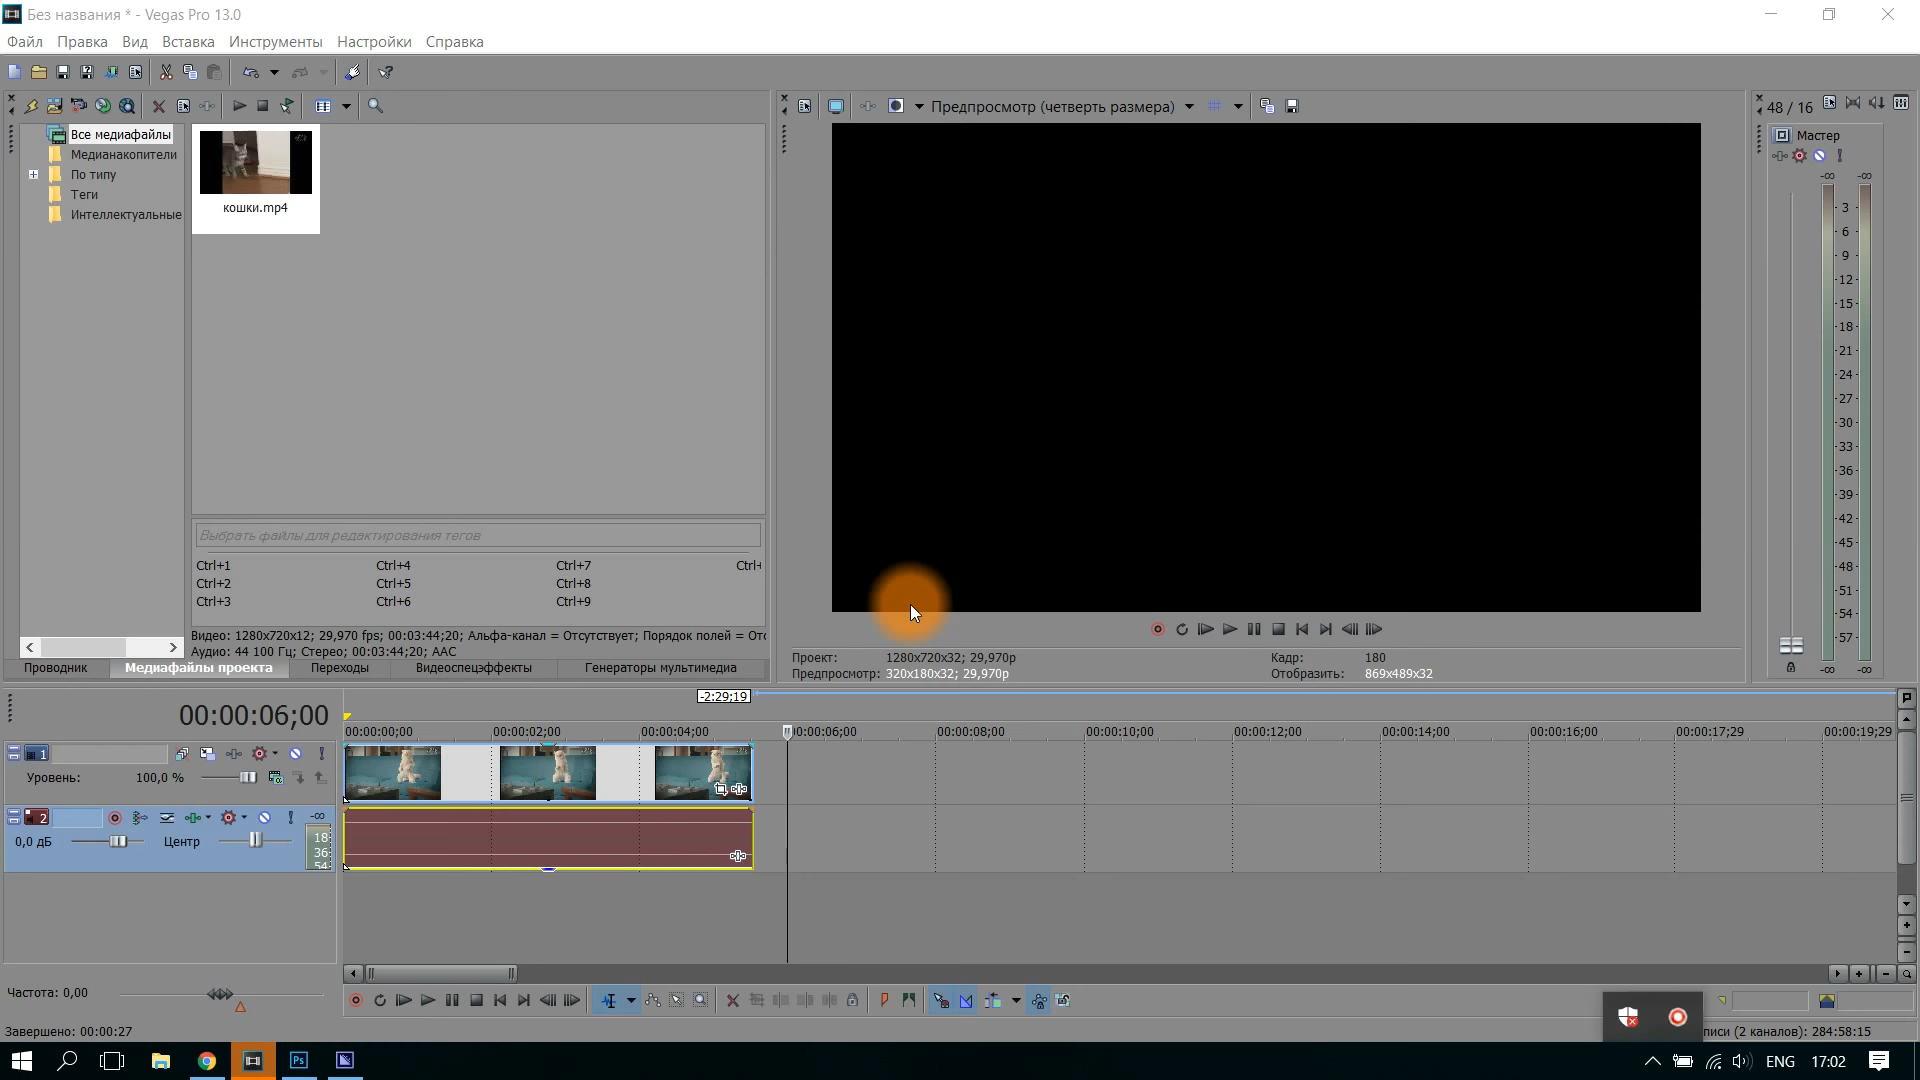 Без названия * - Vegas Pro 13.0
Файл Правка Вид Вставка Инструменты Настройки Справка
Предпросмотр (четверть размера)
48 / 16
Все медиафайлы
Медианакопители
По типу
Теги
Интеллектуальные
кошки.mp4
Мастер
-∞ -∞
3
6
9
-12-
-15-
-18-
-21-
-24-
-27-
-30-
-33-
-36-
-39-
-42-
-45-
-48-
-51-
-54-
-57-
-∞ -∞
Выбрать файлы для редактирования тегов
Ctrl+1 Ctrl+4 Ctrl+7 Ctrl+
Ctrl+2 Ctrl+5 Ctrl+8
Ctrl+3 Ctrl+6 Ctrl+9
Видео: 1280x720x12; 29,970 fps; 00:03:44;20; Альфа-канал = Отсутствует; Порядок полей = Отс
Аудио: 44 100 Гц; Стерео; 00:03:44;20; AAC
Проводник Медиафайлы проекта Переходы Видеоспецэффекты Генераторы мультимедиа
Проект: 1280x720x32; 29,970p Кадр: 180
Предпросмотр: 320x180x32; 29,970p Отобразить: 869x489x32
-2:29;19
00:00:06;00
00:00:00;00 00:00:02;00 00:00:04;00 00:00:06;00 00:00:08;00 00:00:10;00 00:00:12;00 00:00:14;00 00:00:16;00 00:00:17;29 00:00:19;29
1
Уровень: 100,0 %
2
-∞
0,0 дБ Центр
18
36
54
Частота: 0,00
Завершено: 00:00:27
писи (2 каналов): 284:58:15
Ps
ENG 17:02